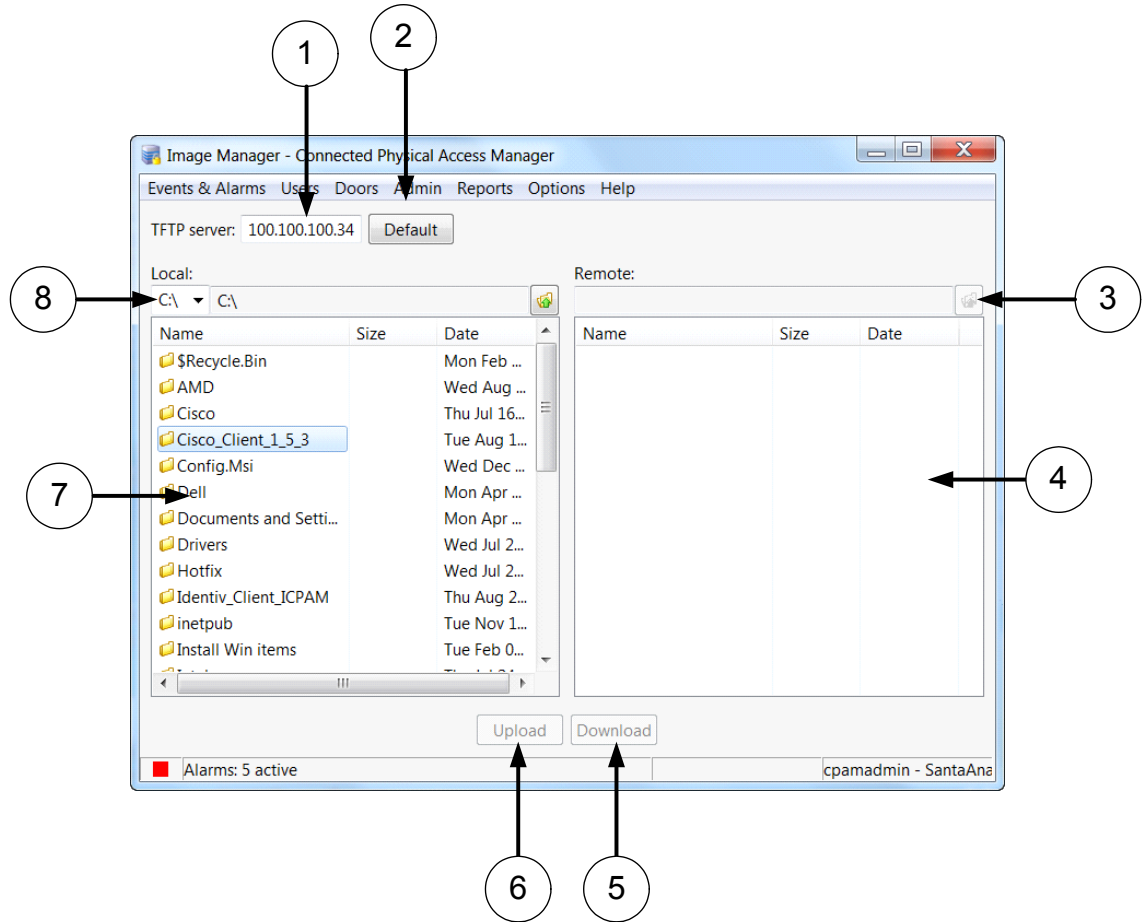 1
2
Image Manager - Connected Physical Access Manager
Events & Alarms Users Doors Admin Reports Options Help
TFTP server: 100.100.100.34 Default
Local: Remote:
8 C:\ C:\ 3
Name Size Date Name Size Date
$Recycle.Bin Mon Feb ...
AMD Wed Aug ...
Cisco Thu Jul 16...
Cisco_Client_1_5_3 Tue Aug 1...
Config.Msi Wed Dec ...
7 Dell Mon Apr ... 4
Documents and Setti... Mon Apr ...
Drivers Wed Jul 2...
Hotfix Wed Jul 2...
Identiv_Client_ICPAM Thu Aug 2...
inetpub Tue Nov 1...
Install Win items Tue Feb 0...
Upload Download
Alarms: 5 active cpamadmin - SantaAna
6 5